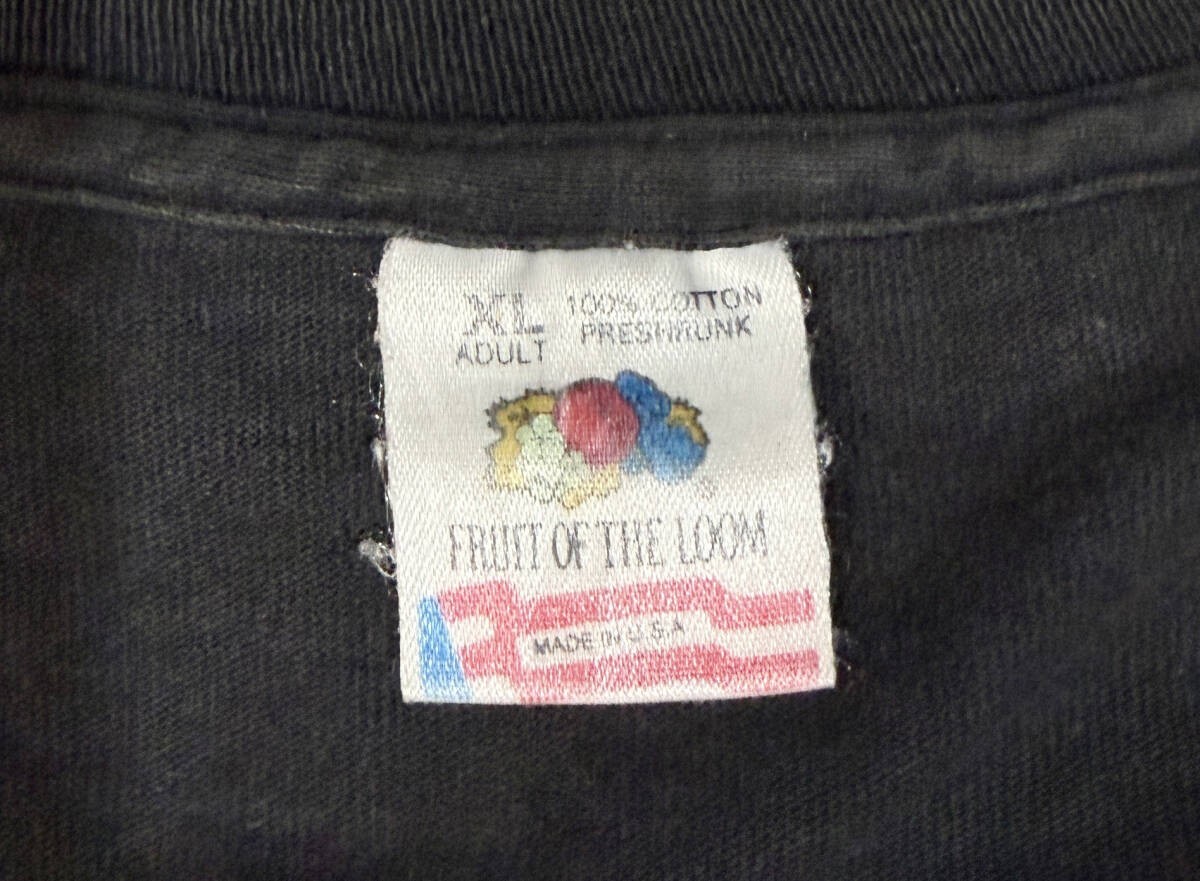 XL 100% COTTON
ADULT PRESHRUNK
FRUIT OF THE LOOM
MADE IN U.S.A